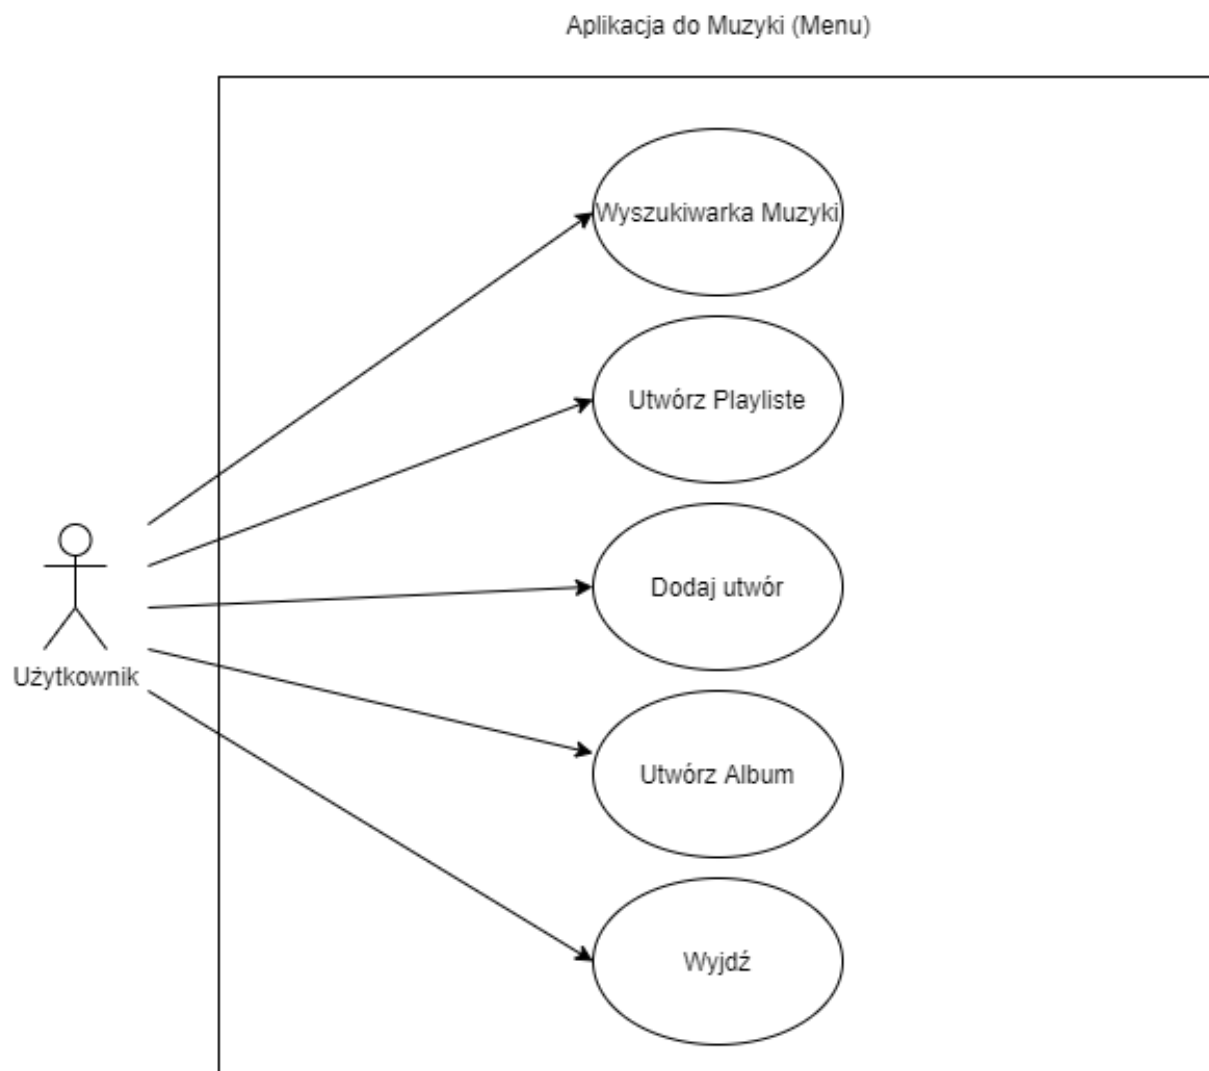 Aplikacja do Muzyki (Menu)
Wyszukiwarka Muzyki
Utwórz Playliste
Dodaj utwór
Użytkownik
Utwórz Album
Wyjdź